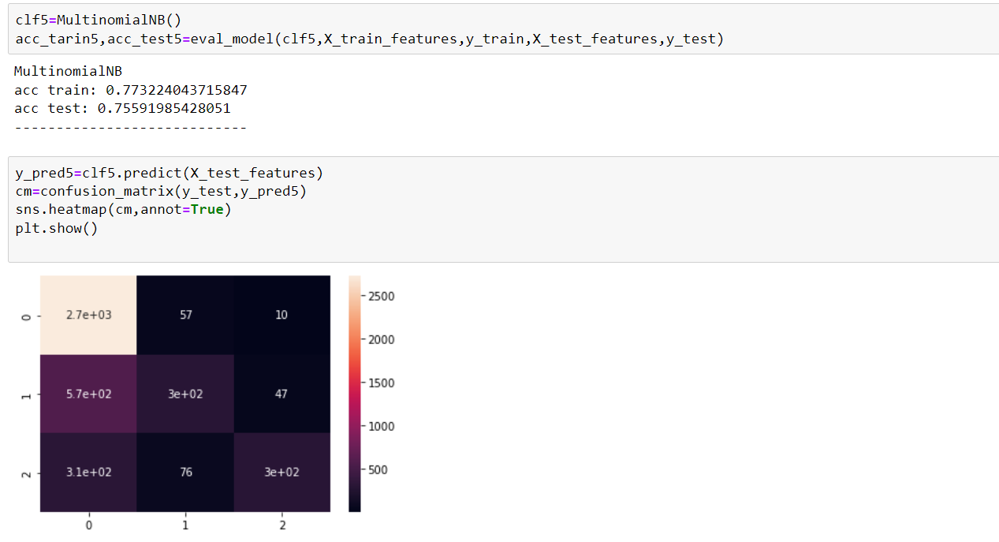 clf5=MultinomialNB()
acc_tarin5,acc_test5=eval_model(clf5,X_train_features,y_train,X_test_features,y_test)
MultinomialNB
acc train: 0.773224043715847
acc test: 0.75591985428051
----------------------------
y_pred5=clf5.predict(X_test_features)
cm=confusion_matrix(y_test,y_pred5)
sns.heatmap(cm,annot=True)
plt.show()
0 2.7e+03 57 10
1 5.7e+02 3e+02 47
2 3.1e+02 76 3e+02
0 1 2
2500
2000
1500
1000
500